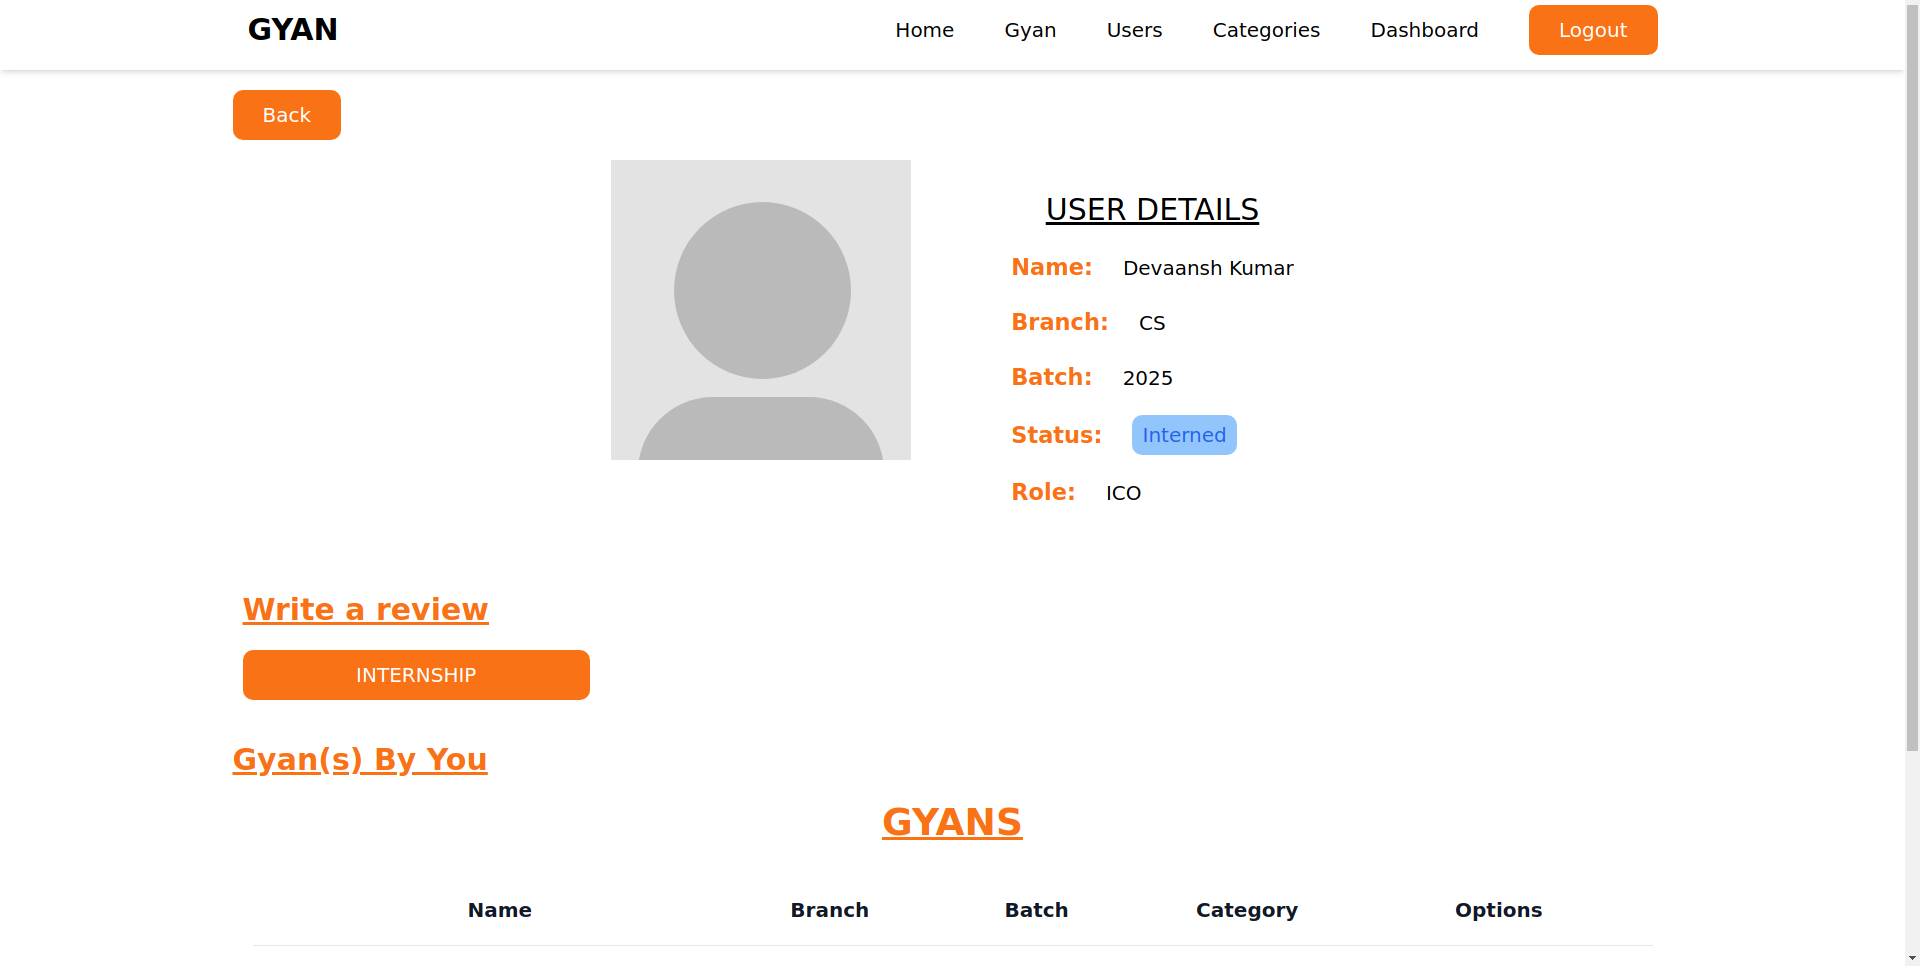 GYAN Home Gyan Users Categories Dashboard Logout
Back
USER DETAILS
Name: Devaansh Kumar
Branch: CS
Batch: 2025
Status: Interned
Role: ICO
Write a review
INTERNSHIP
Gyan(s) By You
GYANS
Name Branch Batch Category Options